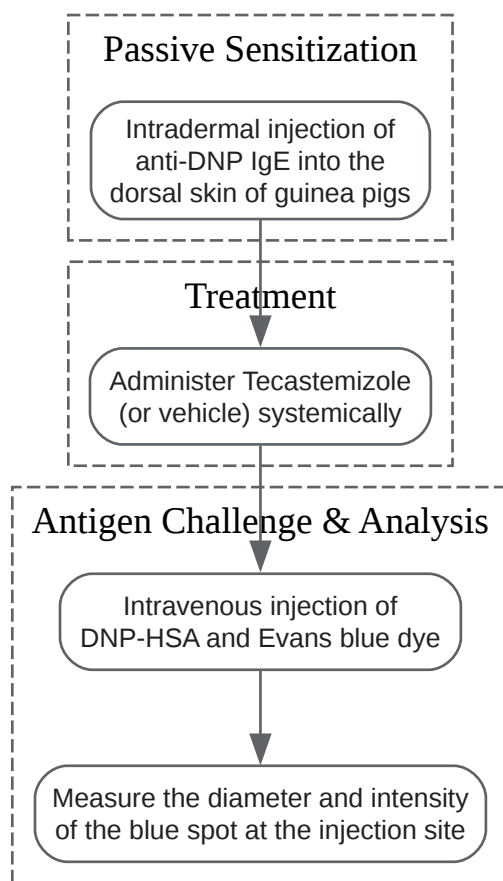 Passive Sensitization
Intradermal injection of
anti-DNP IgE into the
dorsal skin of guinea pigs
Treatment
Administer Tecastemizole
(or vehicle) systemically
Antigen Challenge & Analysis
Intravenous injection of
DNP-HSA and Evans blue dye
Measure the diameter and intensity
of the blue spot at the injection site